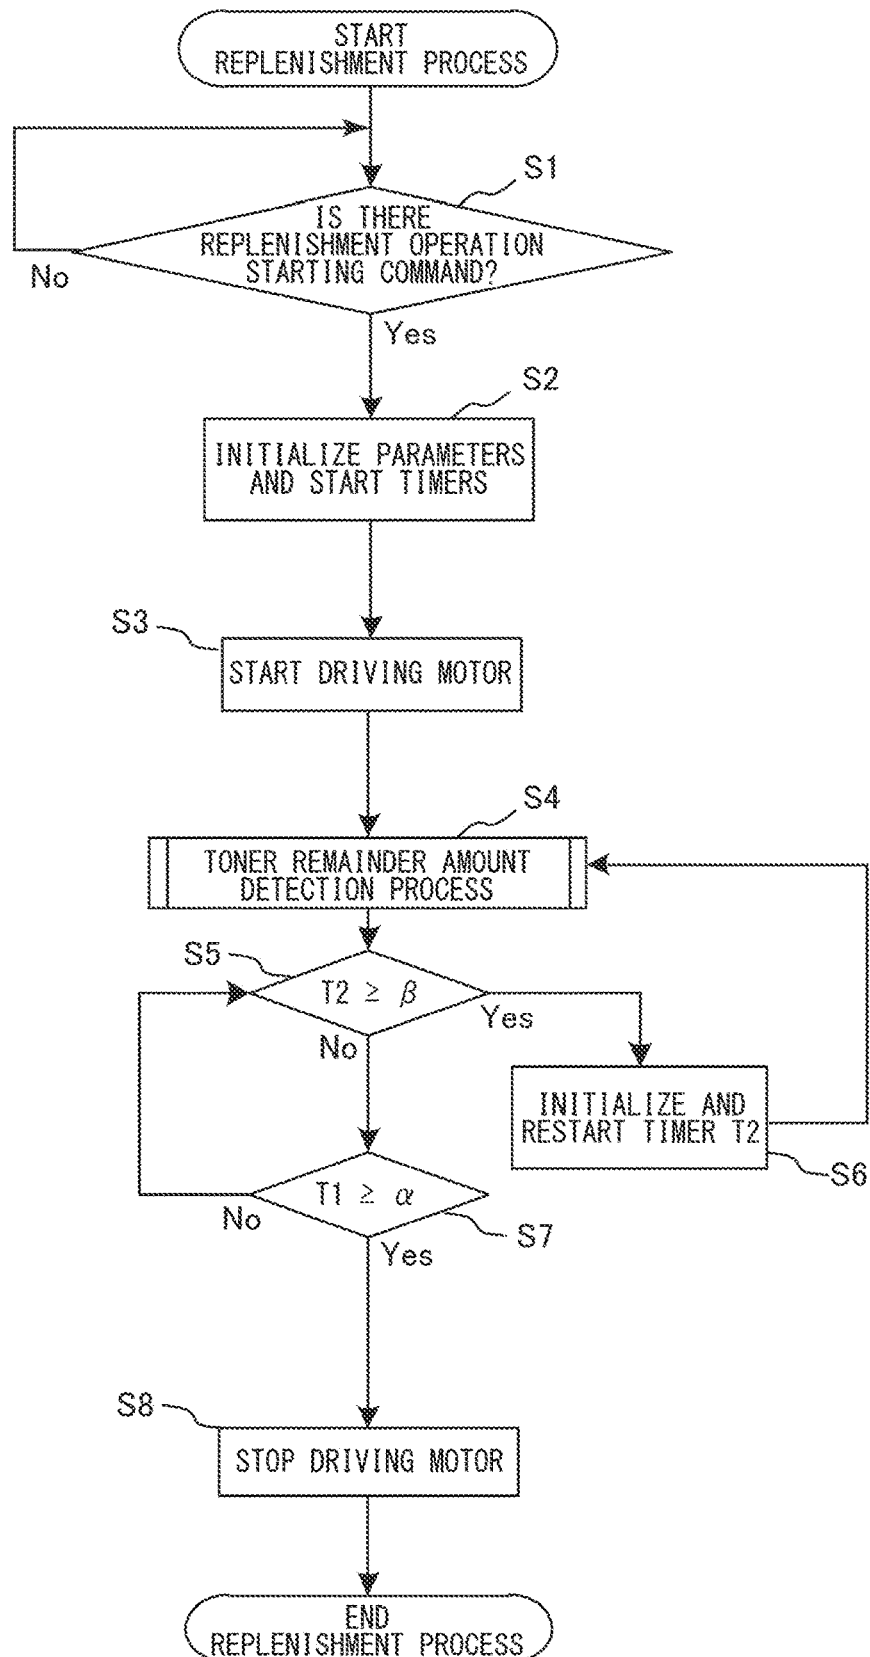 START
REPLENISHMENT PROCESS
S1
IS THERE
REPLENISHMENT OPERATION
STARTING COMMAND?
No
Yes
S2
INITIALIZE PARAMETERS
AND START TIMERS
S3
START DRIVING MOTOR
S4
TONER REMAINDER AMOUNT
DETECTION PROCESS
S5
T2 ≥ β
Yes
No
INITIALIZE AND
RESTART TIMER T2
S6
T1 ≥ α
No
S7
Yes
S8
STOP DRIVING MOTOR
END
REPLENISHMENT PROCESS